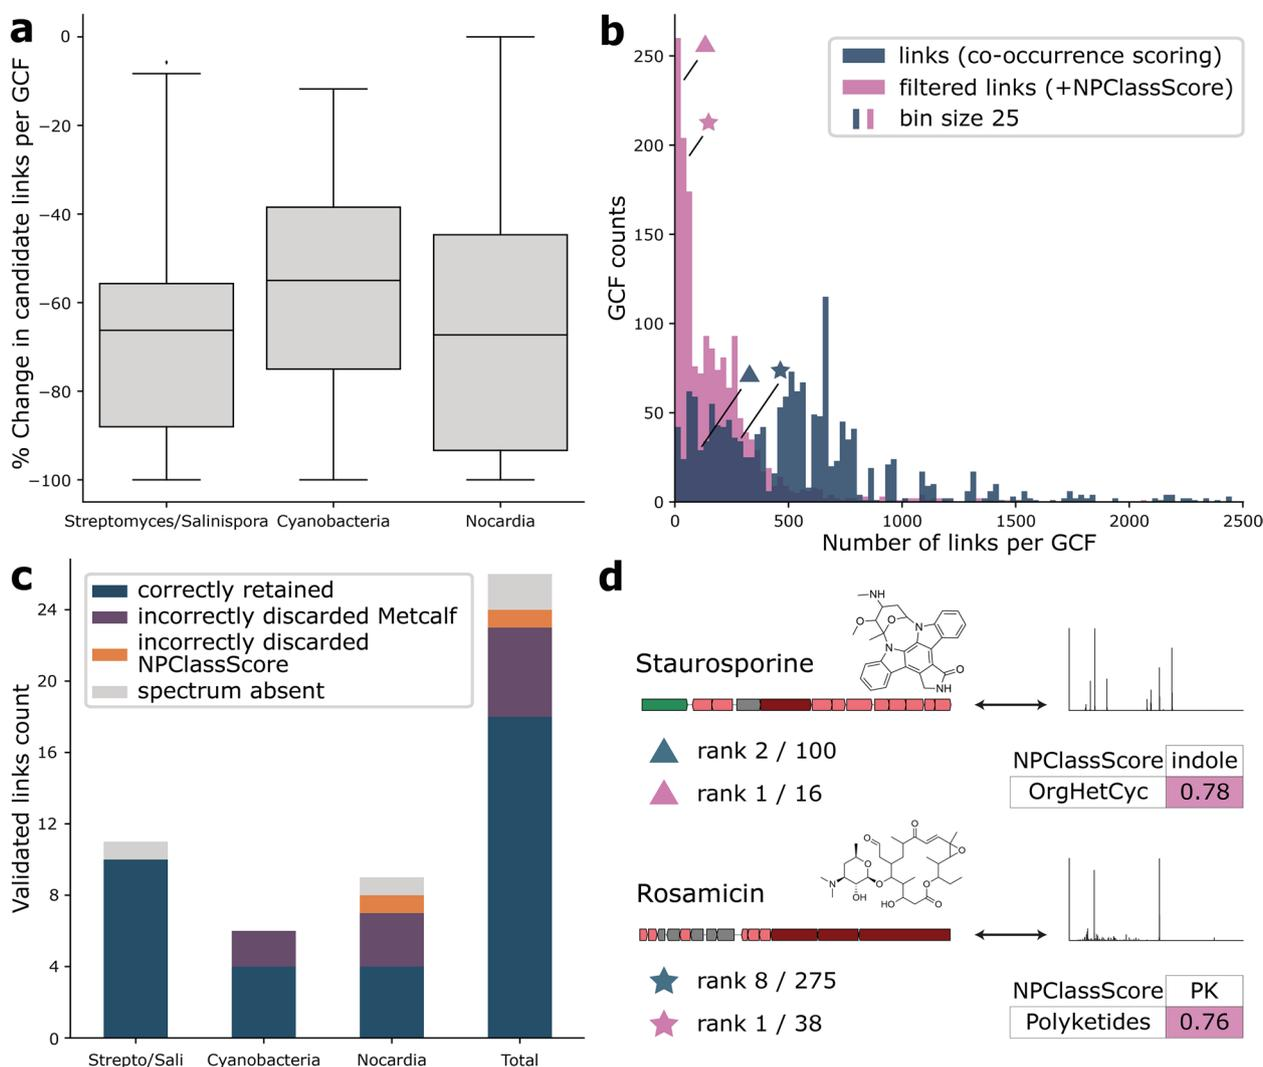 a
% Change in candidate links per GCF
0
−20
−40
−60
−80
−100
Streptomyces/Salinispora
Cyanobacteria
Nocardia
b
GCF counts
250
200
150
100
50
0
links (co-occurrence scoring)
filtered links (+NPClassScore)
bin size 25
0
500
1000
1500
2000
2500
Number of links per GCF
c
Validated links count
24
20
16
12
8
4
0
correctly retained
incorrectly discarded Metcalf
incorrectly discarded
NPClassScore
spectrum absent
Strepto/Sali
Cyanobacteria
Nocardia
Total
d
Staurosporine
NH
O
O
N
N
O
NH
rank 2 / 100
rank 1 / 16
NPClassScore indole
OrgHetCyc 0.78
Rosamicin
O
O
O
O
N
OH
O
O
HO
O
rank 8 / 275
rank 1 / 38
NPClassScore PK
Polyketides 0.76